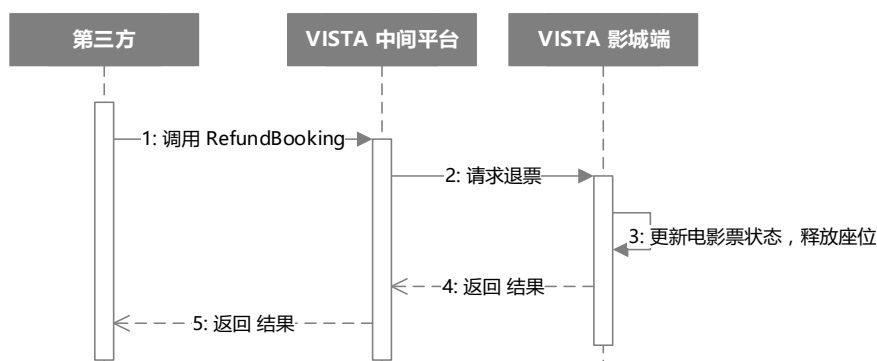 第三方
VISTA 中间平台
VISTA 影城端
1: 调用 RefundBooking
2: 请求退票
3: 更新电影票状态，释放座位
4: 返回 结果
5: 返回 结果